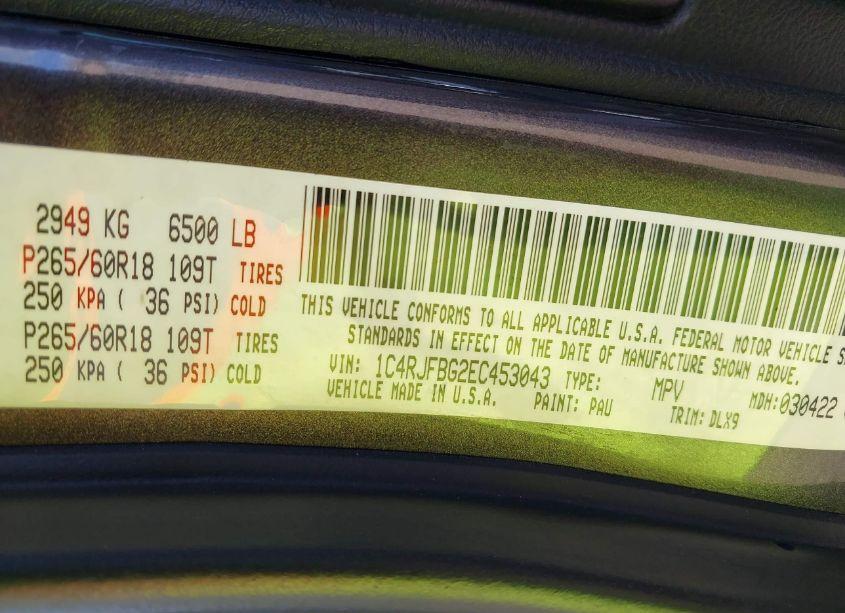 2949 KG 6500 LB
P265/60R18 109T TIRES
250 KPA ( 36 PSI) COLD
P265/60R18 109T TIRES
250 KPA ( 36 PSI) COLD
THIS VEHICLE CONFORMS TO ALL APPLICABLE U.S.A. FEDERAL MOTOR VEHICLE S
STANDARDS IN EFFECT ON THE DATE OF MANUFACTURE SHOWN ABOVE.
VIN: 1C4RJFBG2EC453043 TYPE: MPV MDH:030422
VEHICLE MADE IN U.S.A. PAINT: PAU TRIM: DLX9